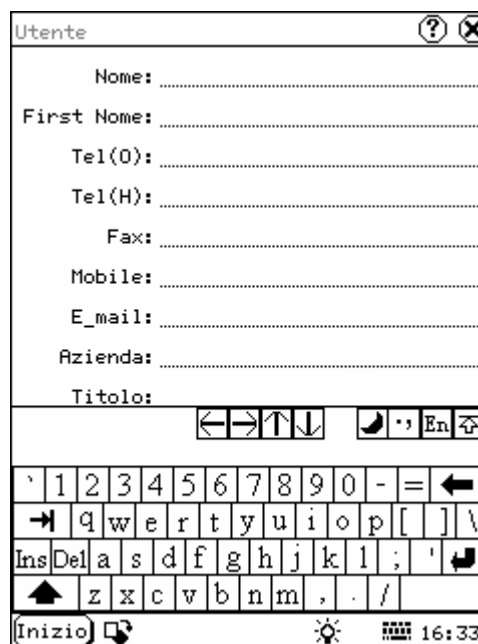 Utente ?
Nome:
First Nome:
Tel(O):
Tel(H):
Fax:
Mobile:
E_mail:
Azienda:
Titolo:
., En
` 1 2 3 4 5 6 7 8 9 0 - =
q w e r t y u i o p [ ] \
Ins Del a s d f g h j k l ; '
z x c v b n m , . /
Inizio 16:33